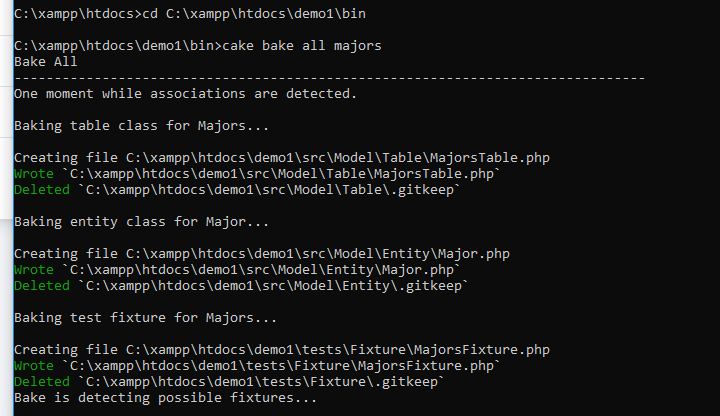 C:\xampp\htdocs>cd C:\xampp\htdocs\demo1\bin
C:\xampp\htdocs\demo1\bin>cake bake all majors
Bake All
-------------------------------------------------------------------------------
One moment while associations are detected.
Baking table class for Majors...
Creating file C:\xampp\htdocs\demo1\src\Model\Table\MajorsTable.php
Wrote `C:\xampp\htdocs\demo1\src\Model\Table\MajorsTable.php`
Deleted `C:\xampp\htdocs\demo1\src\Model\Table\.gitkeep`
Baking entity class for Major...
Creating file C:\xampp\htdocs\demo1\src\Model\Entity\Major.php
Wrote `C:\xampp\htdocs\demo1\src\Model\Entity\Major.php`
Deleted `C:\xampp\htdocs\demo1\src\Model\Entity\.gitkeep`
Baking test fixture for Majors...
Creating file C:\xampp\htdocs\demo1\tests\Fixture\MajorsFixture.php
Wrote `C:\xampp\htdocs\demo1\tests\Fixture\MajorsFixture.php`
Deleted `C:\xampp\htdocs\demo1\tests\Fixture\.gitkeep`
Bake is detecting possible fixtures...